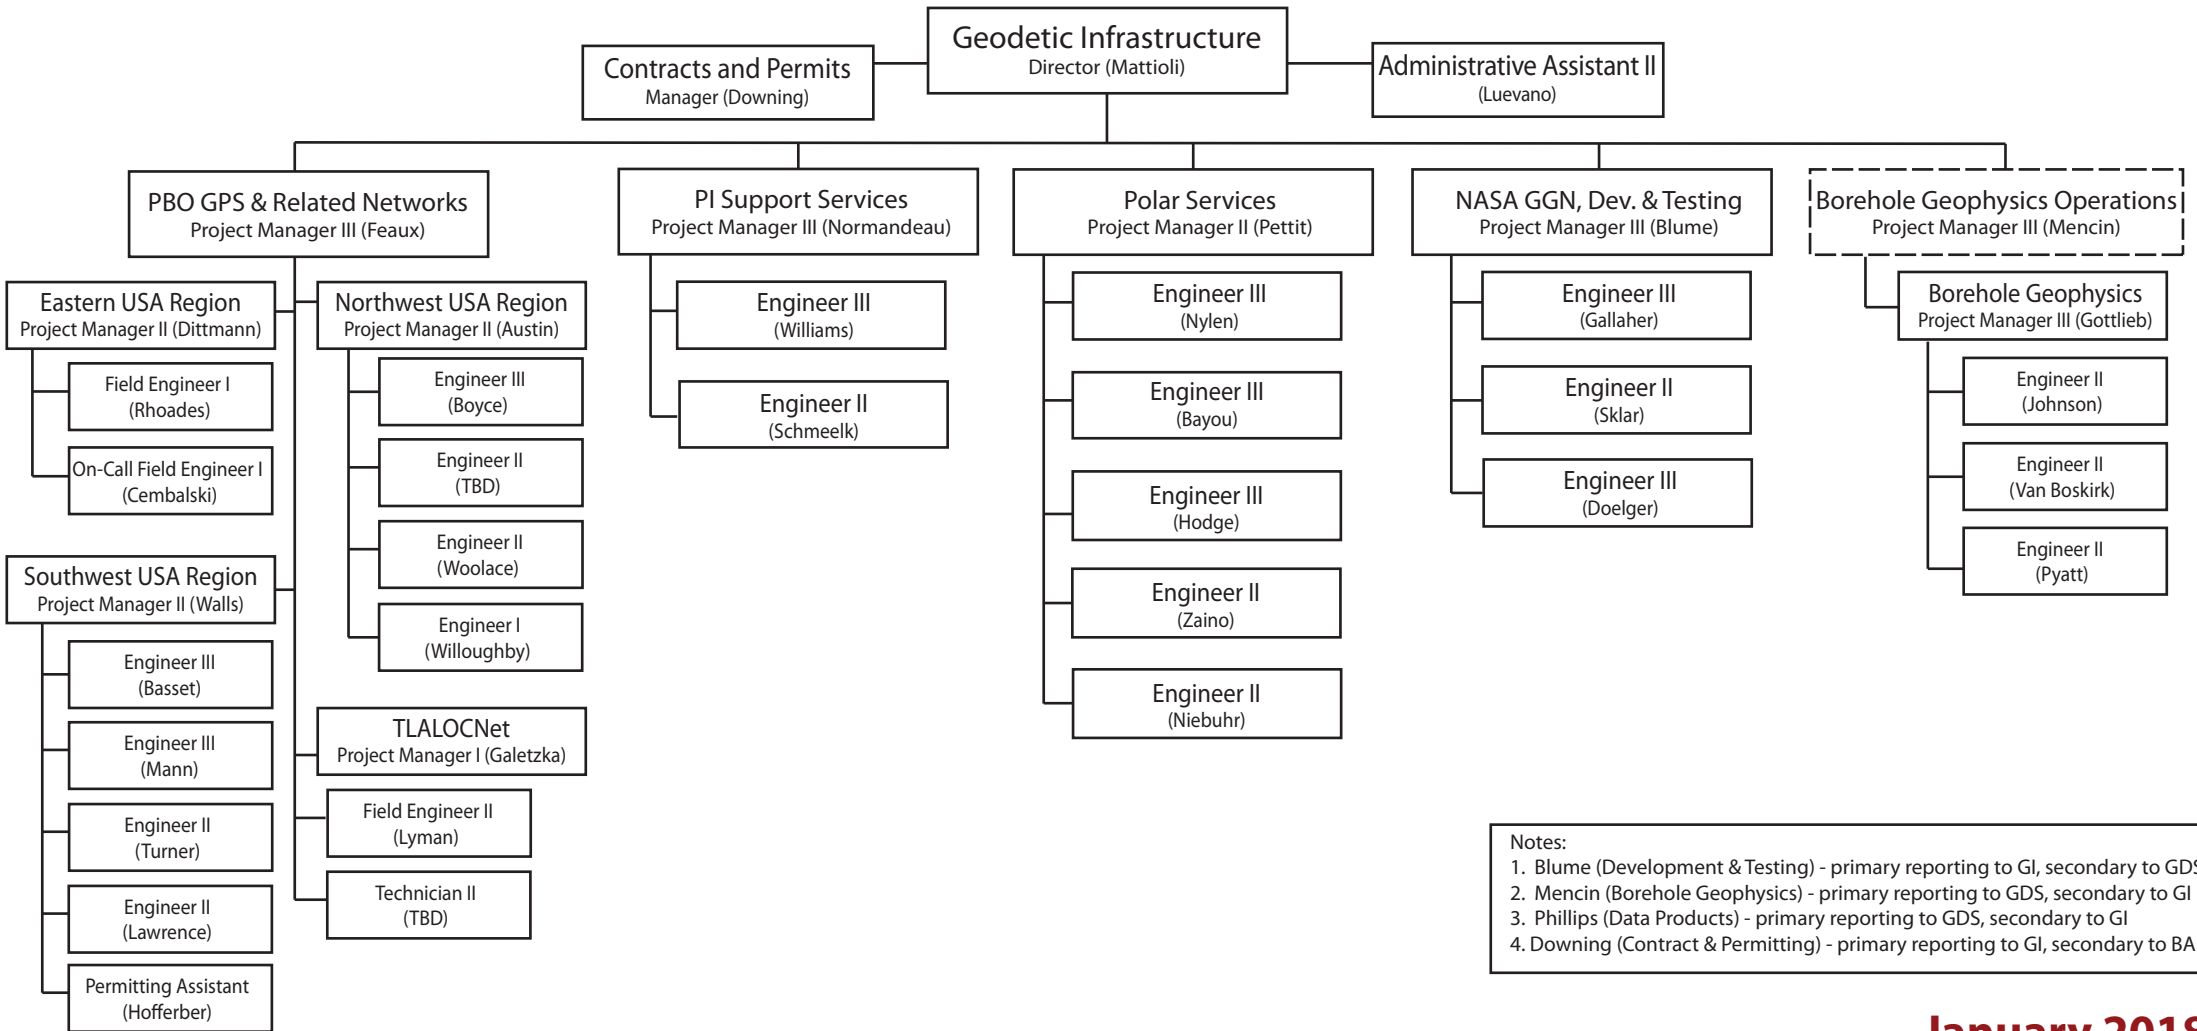 Geodetic Infrastructure
Director (Mattioli)
Contracts and Permits
Manager (Downing)
Administrative Assistant II
(Luevano)
PBO GPS & Related Networks
Project Manager III (Feaux)
Eastern USA Region
Project Manager II (Dittmann)
Field Engineer I
(Rhoades)
On-Call Field Engineer I
(Cembalski)
Southwest USA Region
Project Manager II (Walls)
Engineer III
(Basset)
Engineer III
(Mann)
Engineer II
(Turner)
Engineer II
(Lawrence)
Permitting Assistant
(Hofferber)
Northwest USA Region
Project Manager II (Austin)
Engineer III
(Boyce)
Engineer II
(TBD)
Engineer II
(Woolace)
Engineer I
(Willoughby)
TLALOCNet
Project Manager I (Galetzka)
Field Engineer II
(Lyman)
Technician II
(TBD)
PI Support Services
Project Manager III (Normandeau)
Engineer III
(Williams)
Engineer II
(Schmeelk)
Polar Services
Project Manager II (Pettit)
Engineer III
(Nylen)
Engineer III
(Bayou)
Engineer III
(Hodge)
Engineer II
(Zaino)
Engineer II
(Niebuhr)
NASA GGN, Dev. & Testing
Project Manager III (Blume)
Engineer III
(Gallaher)
Engineer II
(Sklar)
Engineer III
(Doelger)
Borehole Geophysics Operations
Project Manager III (Mencin)
Borehole Geophysics
Project Manager III (Gottlieb)
Engineer II
(Johnson)
Engineer II
(Van Boskirk)
Engineer II
(Pyatt)
Notes:
1. Blume (Development & Testing) - primary reporting to GI, secondary to GDS
2. Mencin (Borehole Geophysics) - primary reporting to GDS, secondary to GI
3. Phillips (Data Products) - primary reporting to GDS, secondary to GI
4. Downing (Contract & Permitting) - primary reporting to GI, secondary to BA
January 2018